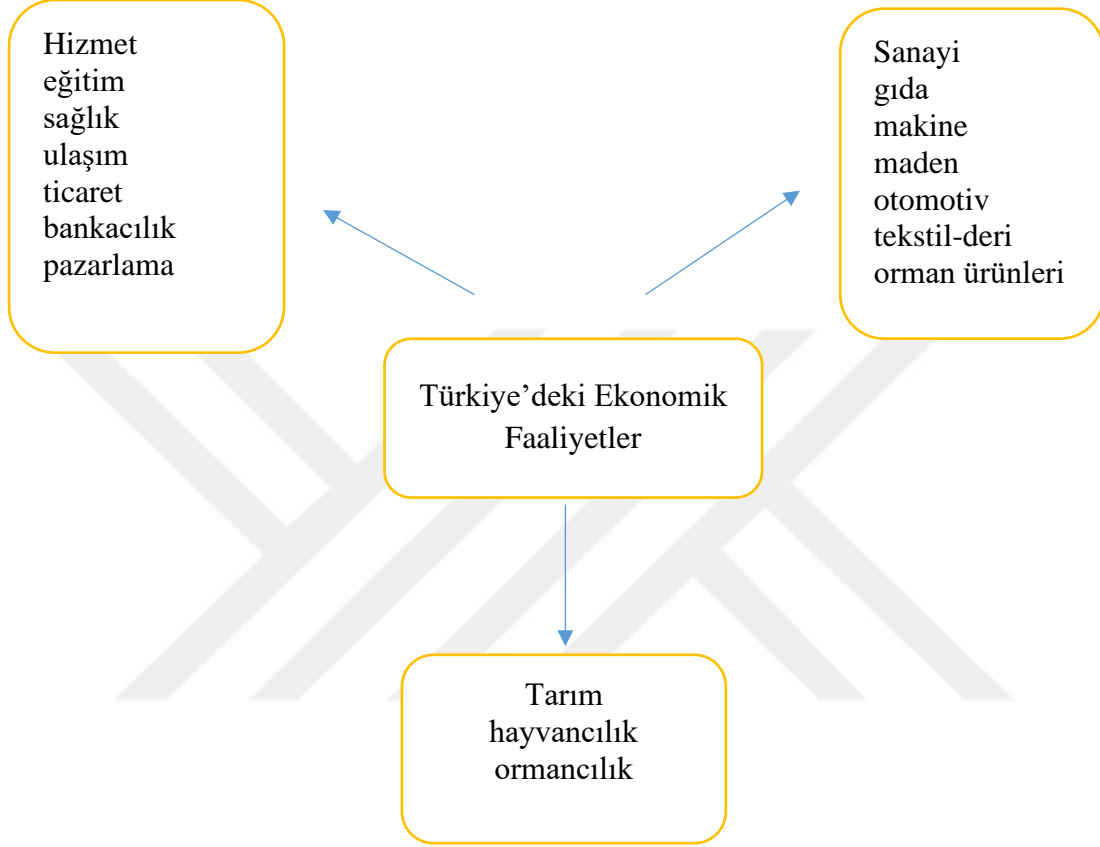 Hizmet
eğitim
sağlık
ulaşım
ticaret
bankacılık
pazarlama
Sanayi
gıda
makine
maden
otomotiv
tekstil-deri
orman ürünleri
Türkiye’deki Ekonomik
Faaliyetler
Tarım
hayvancılık
ormancılık